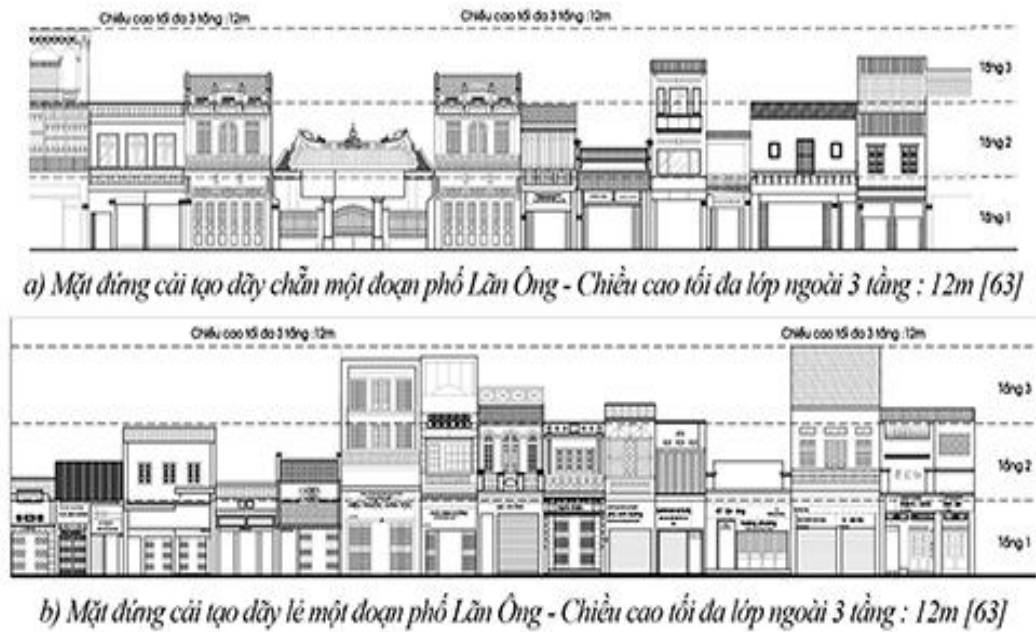 Chiều cao tối đa 3 tầng : 12m
Chiều cao tối đa 3 tầng : 12m
Tầng 3
Tầng 2
Tầng 1
a) Mặt đứng cải tạo dãy chẵn một đoạn phố Lãn Ông - Chiều cao tối đa lớp ngoài 3 tầng : 12m [63]
Chiều cao tối đa 3 tầng :12m
Chiều cao tối đa 3 tầng :12m
Tầng 3
Tầng 2
Tầng 1
b) Mặt đứng cải tạo dãy lẻ một đoạn phố Lãn Ông - Chiều cao tối đa lớp ngoài 3 tầng : 12m [63]